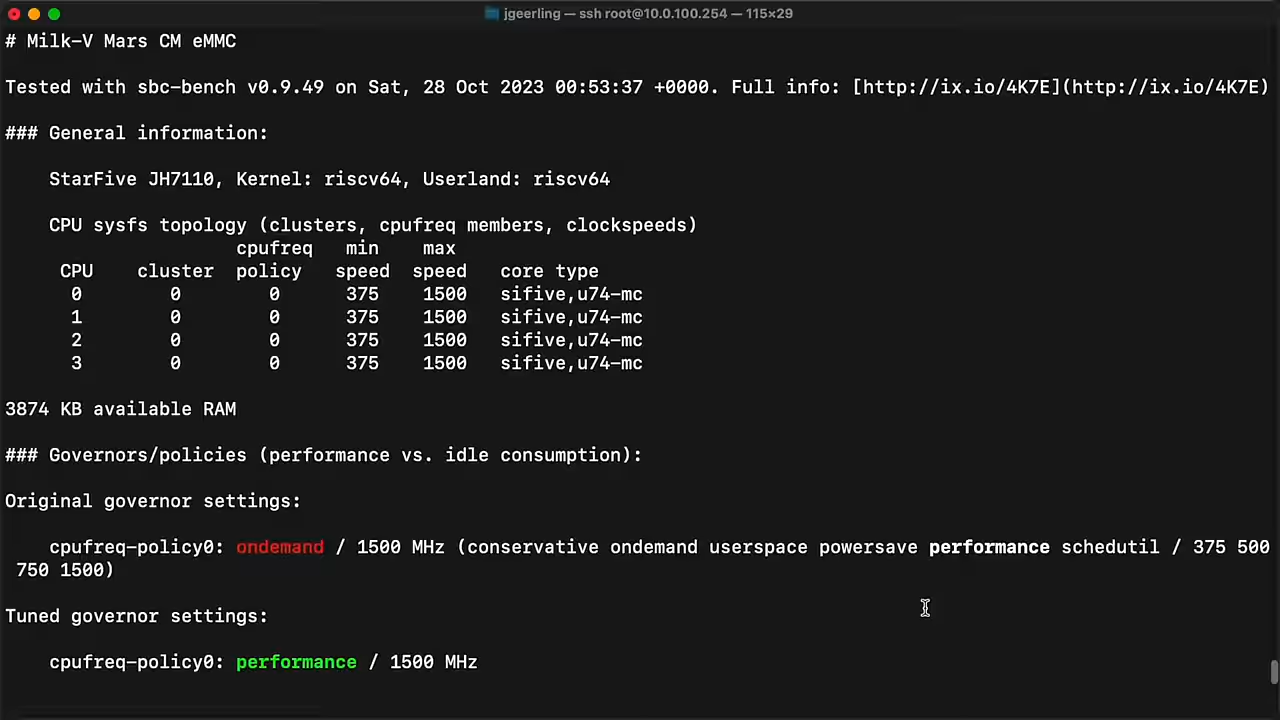 jgeerling — ssh root@10.0.100.254 — 115×29
# Milk-V Mars CM eMMC
Tested with sbc-bench v0.9.49 on Sat, 28 Oct 2023 00:53:37 +0000. Full info: [http://ix.io/4K7E](http://ix.io/4K7E)
### General information:
StarFive JH7110, Kernel: riscv64, Userland: riscv64
CPU sysfs topology (clusters, cpufreq members, clockspeeds)
cpufreq min max
CPU cluster policy speed speed core type
0 0 0 375 1500 sifive,u74-mc
1 0 0 375 1500 sifive,u74-mc
2 0 0 375 1500 sifive,u74-mc
3 0 0 375 1500 sifive,u74-mc
3874 KB available RAM
### Governors/policies (performance vs. idle consumption):
Original governor settings:
cpufreq-policy0: ondemand / 1500 MHz (conservative ondemand userspace powersave performance schedutil / 375 500
750 1500)
Tuned governor settings:
cpufreq-policy0: performance / 1500 MHz